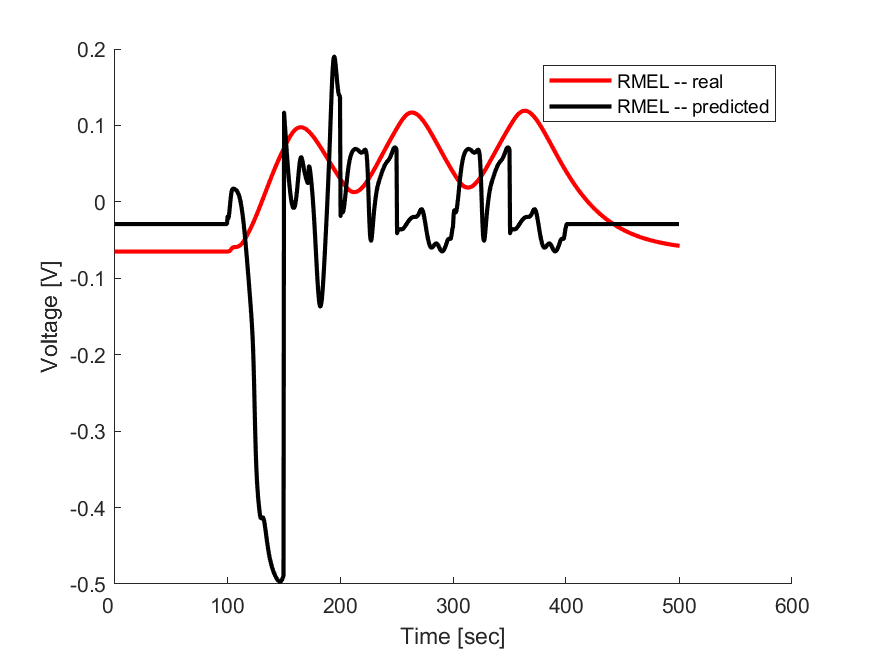 0.2
0.1
0
-0.1
-0.2
-0.3
-0.4
-0.5
Voltage [V]
RMEL -- real
RMEL -- predicted
0 100 200 300 400 500 600
Time [sec]